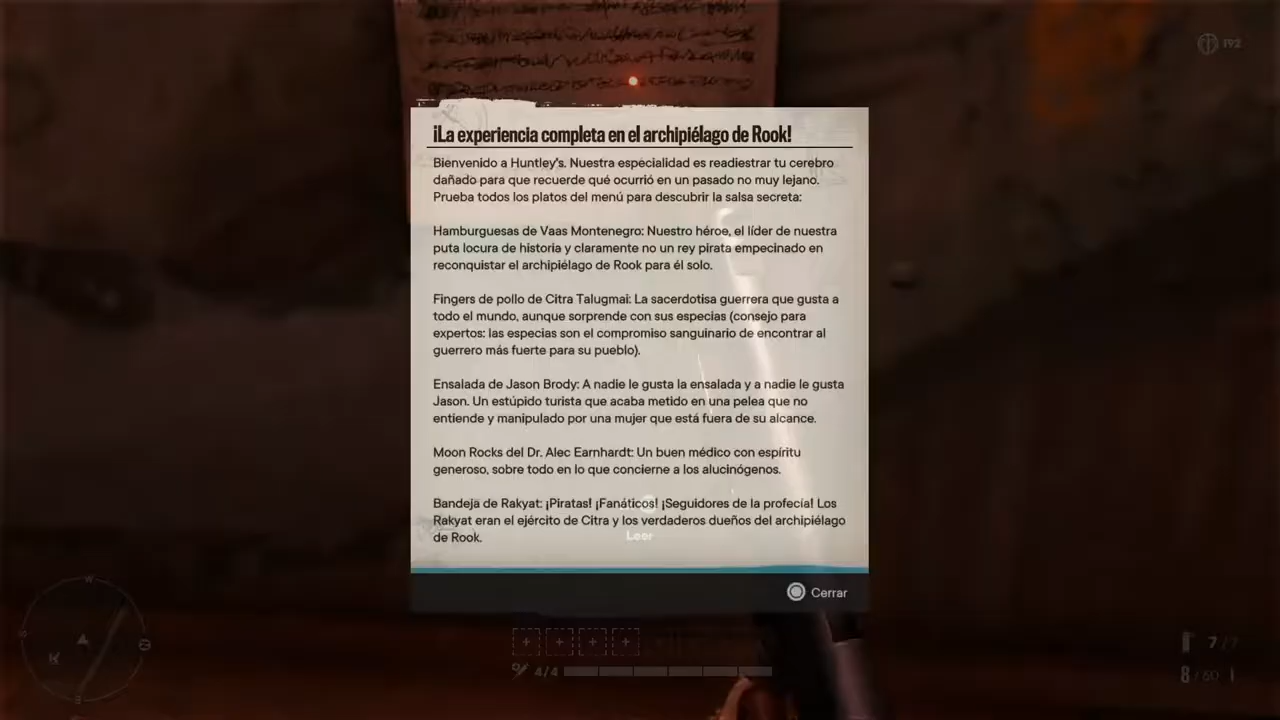 192
¡La experiencia completa en el archipiélago de Rook!
Bienvenido a Huntley's. Nuestra especialidad es readiestrar tu cerebro
dañado para que recuerde qué ocurrió en un pasado no muy lejano.
Prueba todos los platos del menú para descubrir la salsa secreta:
Hamburguesas de Vaas Montenegro: Nuestro héroe, el líder de nuestra
puta locura de historia y claramente no un rey pirata empecinado en
reconquistar el archipiélago de Rook para él solo.
Fingers de pollo de Citra Talugmai: La sacerdotisa guerrera que gusta a
todo el mundo, aunque sorprende con sus especias (consejo para
expertos: las especias son el compromiso sanguinario de encontrar al
guerrero más fuerte para su pueblo).
Ensalada de Jason Brody: A nadie le gusta la ensalada y a nadie le gusta
Jason. Un estúpido turista que acaba metido en una pelea que no
entiende y manipulado por una mujer que está fuera de su alcance.
Moon Rocks del Dr. Alec Earnhardt: Un buen médico con espíritu
generoso, sobre todo en lo que concierne a los alucinógenos.
Bandeja de Rakyat: ¡Piratas! ¡Fanáticos! ¡Seguidores de la profecía! Los
Rakyat eran el ejército de Citra y los verdaderos dueños del archipiélago
de Rook.
Leer
Cerrar
4/4
7/7
8/60 1